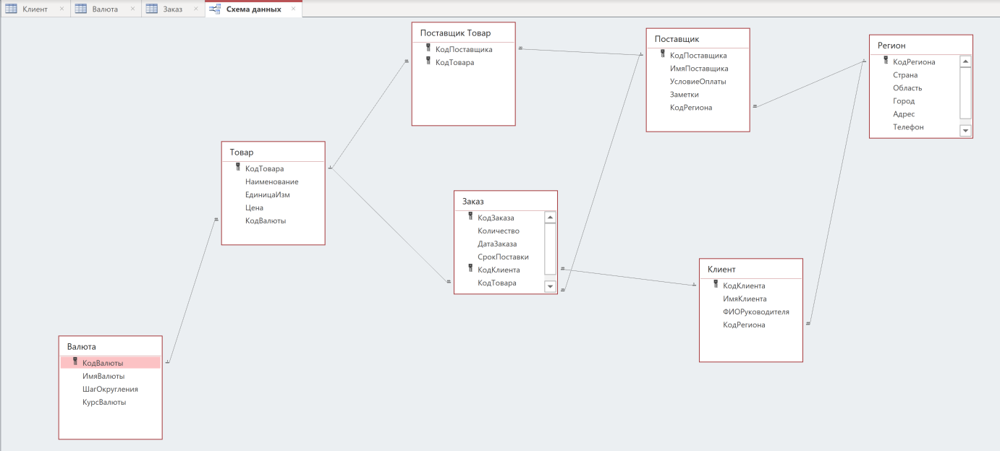 Клиент
Валюта
Заказ
Схема данных
Поставщик Товар
КодПоставщика
КодТовара
Поставщик
КодПоставщика
ИмяПоставщика
УсловиеОплаты
Заметки
КодРегиона
Регион
КодРегиона
Страна
Область
Город
Адрес
Телефон
Товар
КодТовара
Наименование
ЕдиницаИзм
Цена
КодВалюты
Заказ
КодЗаказа
Количество
ДатаЗаказа
СрокПоставки
КодКлиента
КодТовара
Клиент
КодКлиента
ИмяКлиента
ФИОРуководителя
КодРегиона
Валюта
КодВалюты
ИмяВалюты
ШагОкругления
КурсВалюты